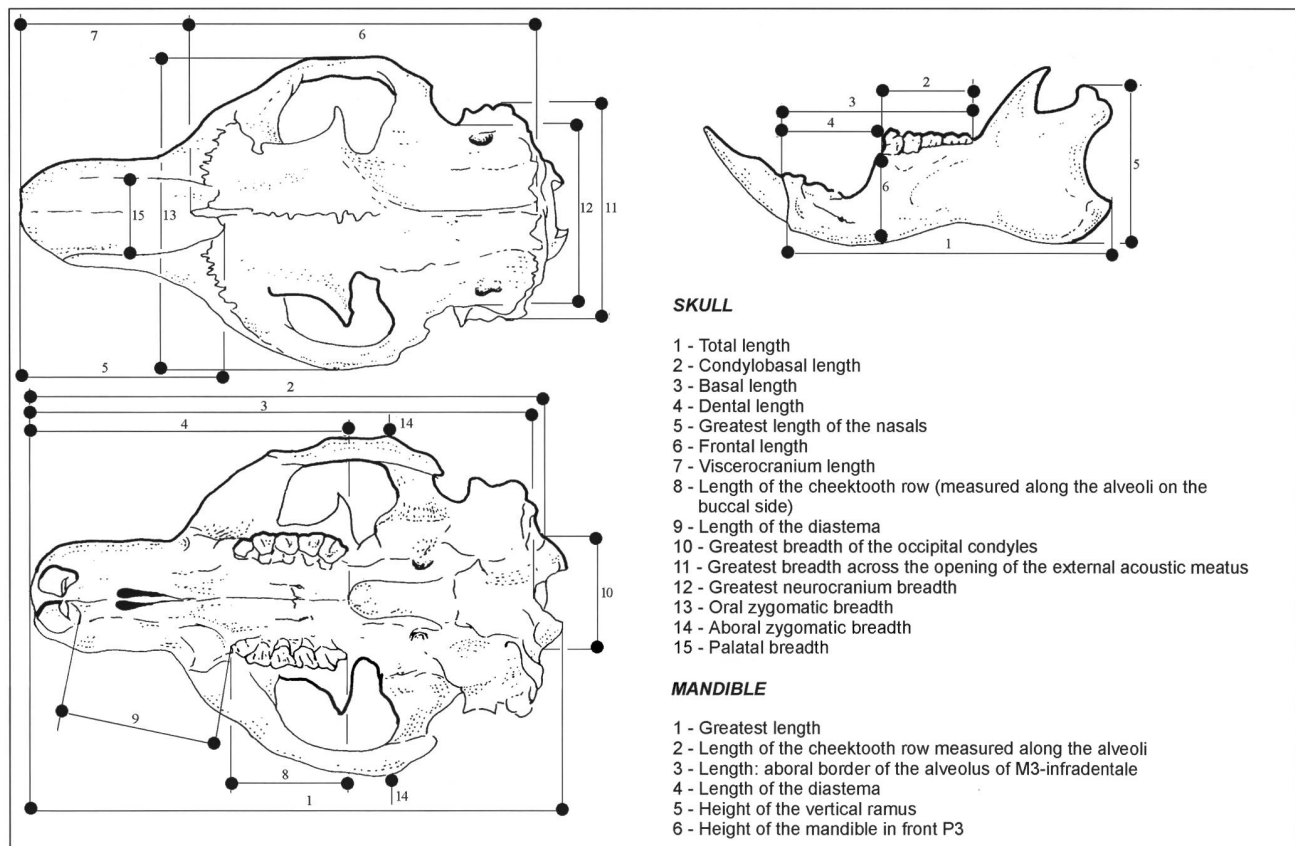 7
6
2
3
4
15
13
12
11
6
5
1
5
2
3
4
14
10
9
8
1
14
SKULL
1 - Total length
2 - Condylobasal length
3 - Basal length
4 - Dental length
5 - Greatest length of the nasals
6 - Frontal length
7 - Viscerocranium length
8 - Length of the cheektooth row (measured along the alveoli on the
buccal side)
9 - Length of the diastema
10 - Greatest breadth of the occipital condyles
11 - Greatest breadth across the opening of the external acoustic meatus
12 - Greatest neurocranium breadth
13 - Oral zygomatic breadth
14 - Aboral zygomatic breadth
15 - Palatal breadth
MANDIBLE
1 - Greatest length
2 - Length of the cheektooth row measured along the alveoli
3 - Length: aboral border of the alveolus of M3-infradentale
4 - Length of the diastema
5 - Height of the vertical ramus
6 - Height of the mandible in front P3